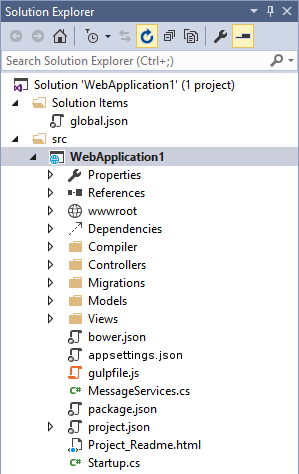 Solution Explorer
Search Solution Explorer (Ctrl+;)
Solution 'WebApplication1' (1 project)
Solution Items
global.json
src
WebApplication1
Properties
References
wwwroot
Dependencies
Compiler
Controllers
Migrations
Models
Views
bower.json
appsettings.json
gulpfile.js
C# MessageServices.cs
package.json
project.json
Project_Readme.html
C# Startup.cs